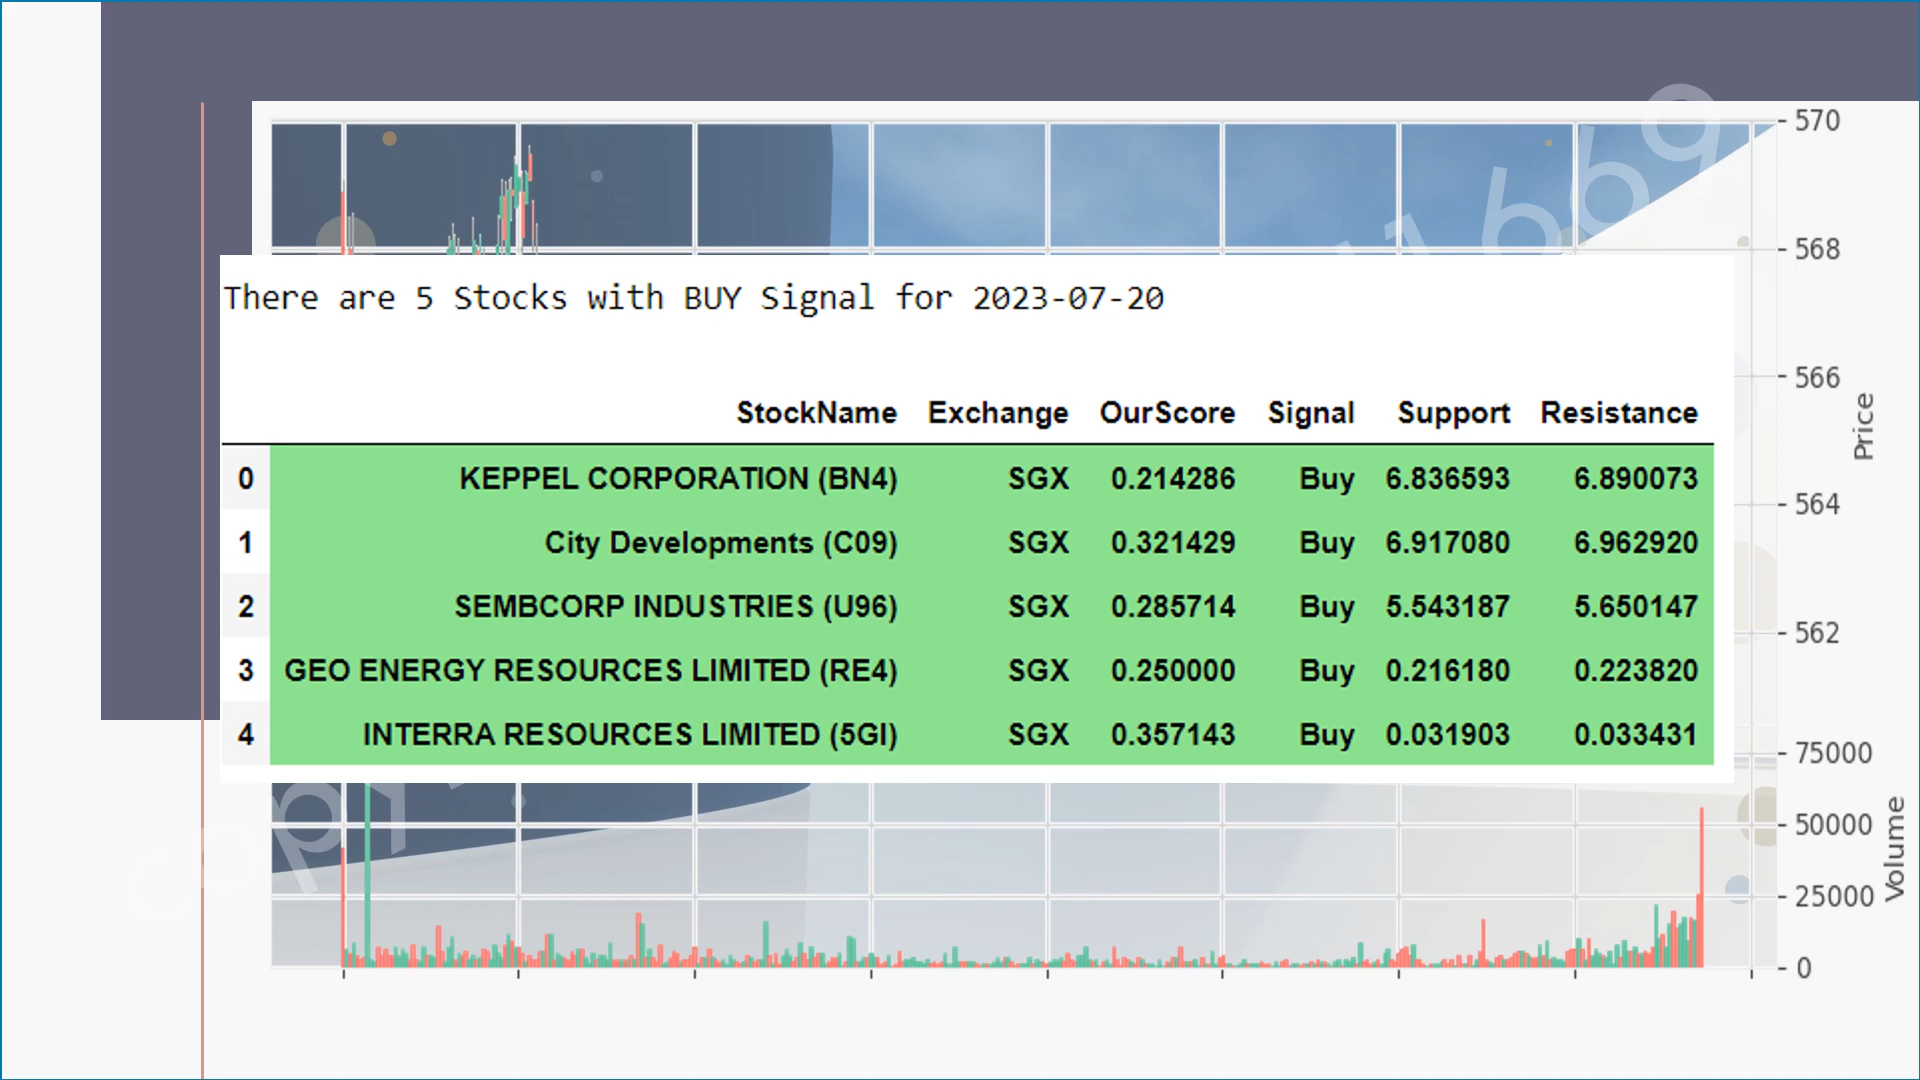 There are 5 Stocks with BUY Signal for 2023-07-20
StockName Exchange OurScore Signal Support Resistance
0 KEPPEL CORPORATION (BN4) SGX 0.214286 Buy 6.836593 6.890073
1 City Developments (C09) SGX 0.321429 Buy 6.917080 6.962920
2 SEMBCORP INDUSTRIES (U96) SGX 0.285714 Buy 5.543187 5.650147
3 GEO ENERGY RESOURCES LIMITED (RE4) SGX 0.250000 Buy 0.216180 0.223820
4 INTERRA RESOURCES LIMITED (5GI) SGX 0.357143 Buy 0.031903 0.033431
570
568
566
564
562
Price
75000
50000
25000
0
Volume